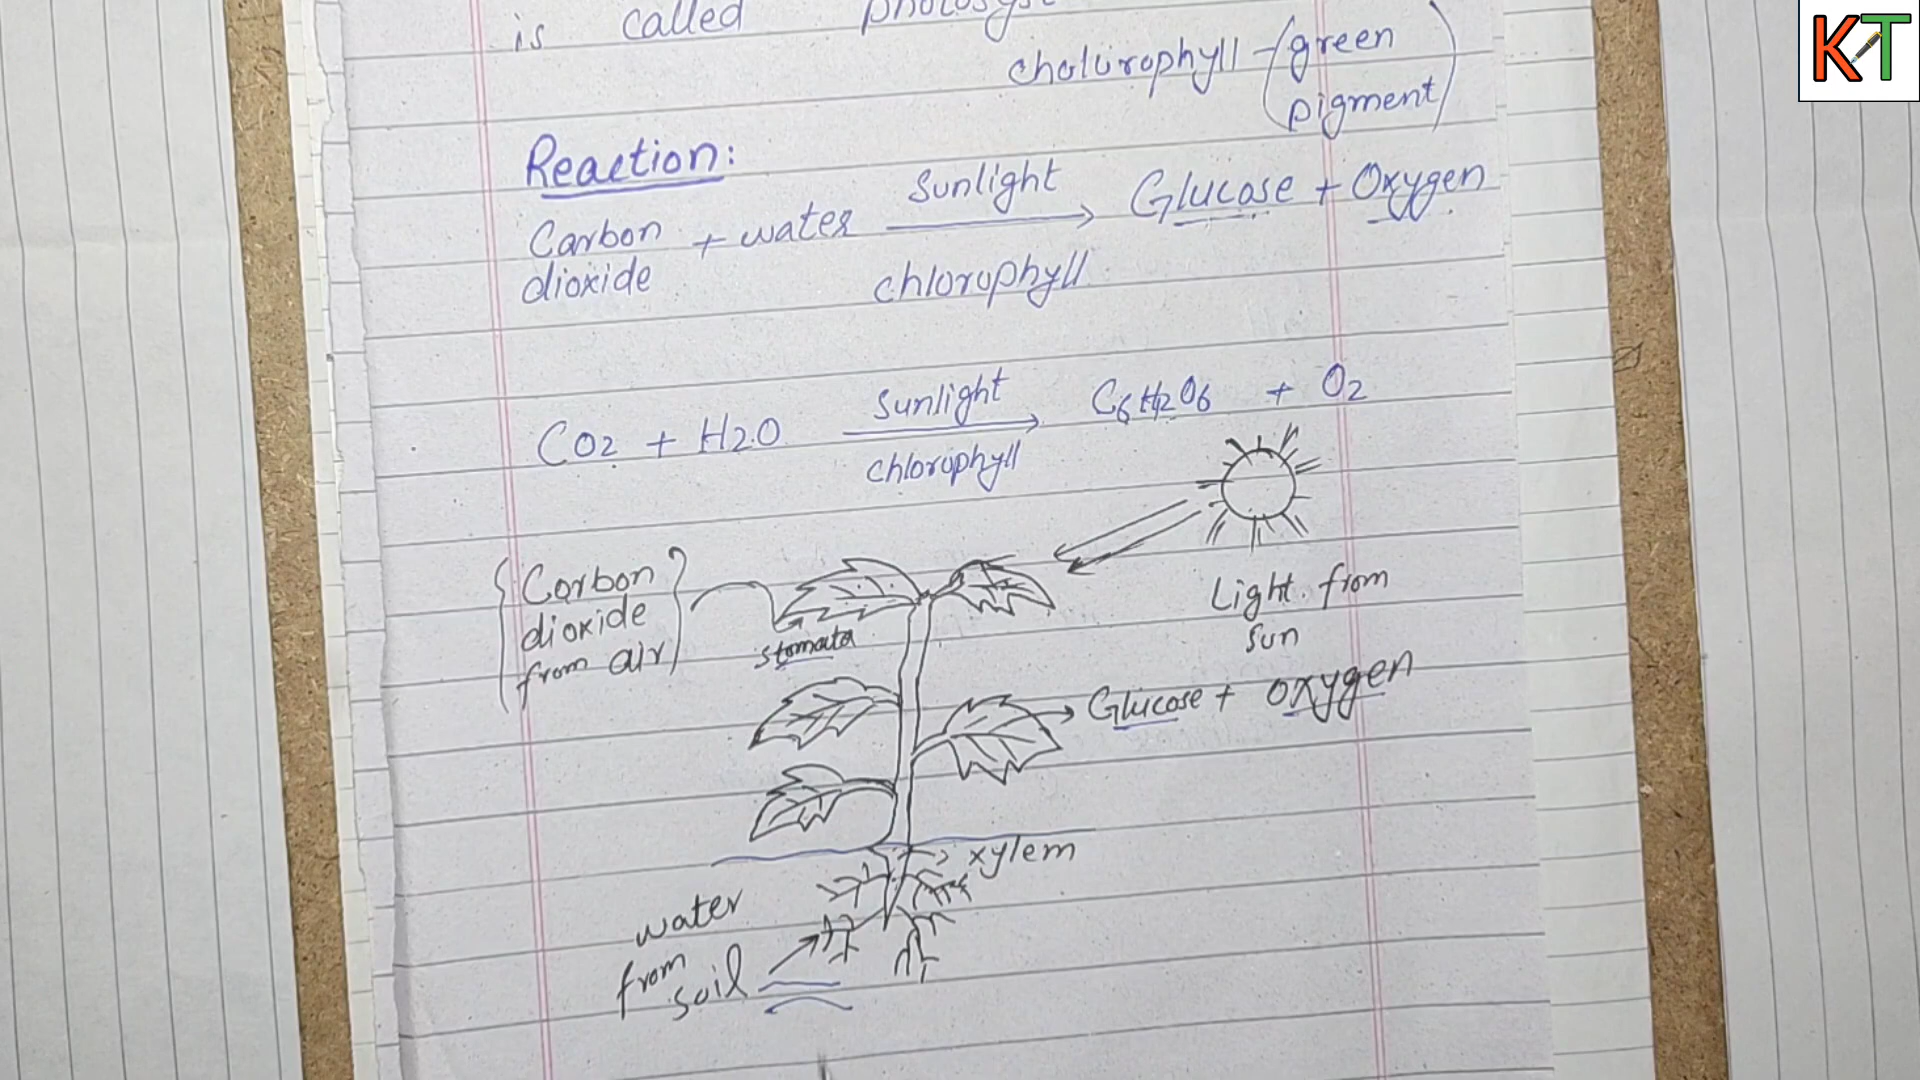 is called
cholurophyll - (green
pigment)
Reaction:
Carbon dioxide + water Sunlight → Glucose + Oxygen
chlorophyll
CO2 + H2O Sunlight → C6H12O6 + O2
chlorophyll
{Carbon
dioxide
from air}
stomata
Light from
sun
→ Glucose + oxygen
→ xylem
water
from
soil
KT